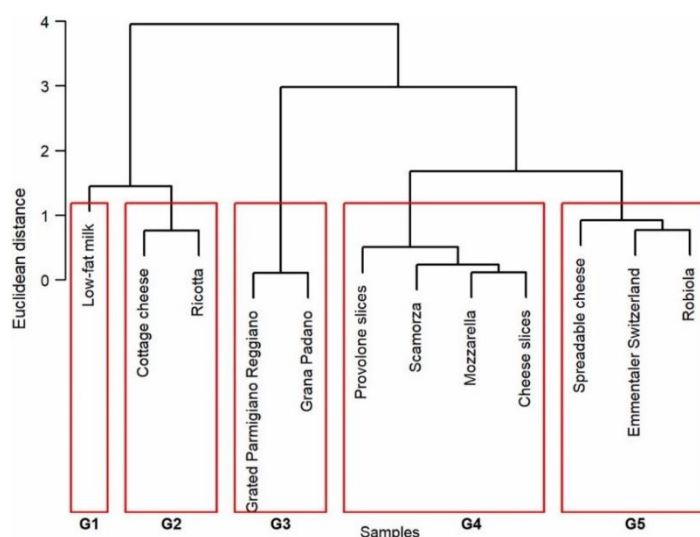 4
3
2
1
0
Euclidean distance
Low-fat milk
Cottage cheese
Ricotta
Grated Parmigiano Reggiano
Grana Padano
Provolone slices
Scamorza
Mozzarella
Cheese slices
Spreadable cheese
Emmentaler Switzerland
Robiola
G1
G2
G3
G4
G5
Samples